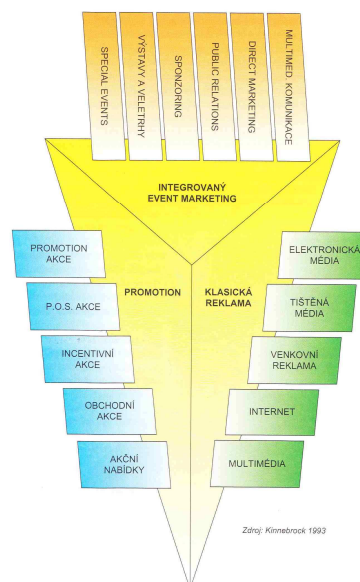 SPECIAL EVENTS
VÝSTAVY A VELETRHY
SPONZORING
PUBLIC RELATIONS
DIRECT MARKETING
MULTIMED. KOMUNIKACE
INTEGROVANÝ
EVENT MARKETING
PROMOTION
AKCE
P.O.S. AKCE
INCENTIVNÍ
AKCE
OBCHODNÍ
AKCE
AKČNÍ
NABÍDKY
PROMOTION
KLASICKÁ
REKLAMA
ELEKTRONICKÁ
MÉDIA
TIŠTĚNÁ
MÉDIA
VENKOVNÍ
REKLAMA
INTERNET
MULTIMÉDIA
Zdroj: Kinnebrock 1993